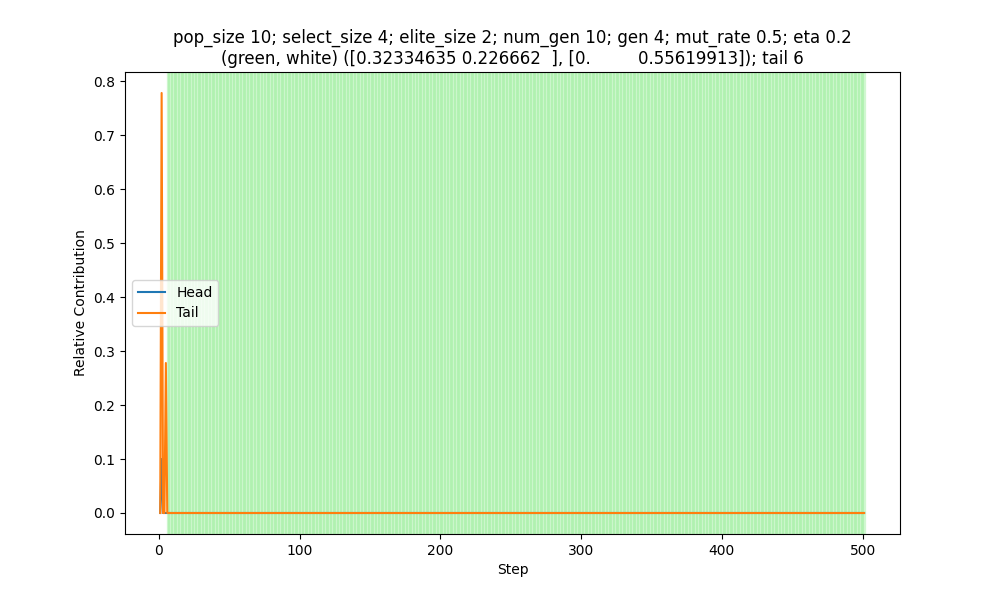 pop_size 10; select_size 4; elite_size 2; num_gen 10; gen 4; mut_rate 0.5; eta 0.2
(green, white) ([0.32334635 0.226662  ], [0.         0.55619913]); tail 6
0.8
0.7
0.6
0.5
0.4
0.3
0.2
0.1
0.0
Relative Contribution
Head
Tail
0 100 200 300 400 500
Step